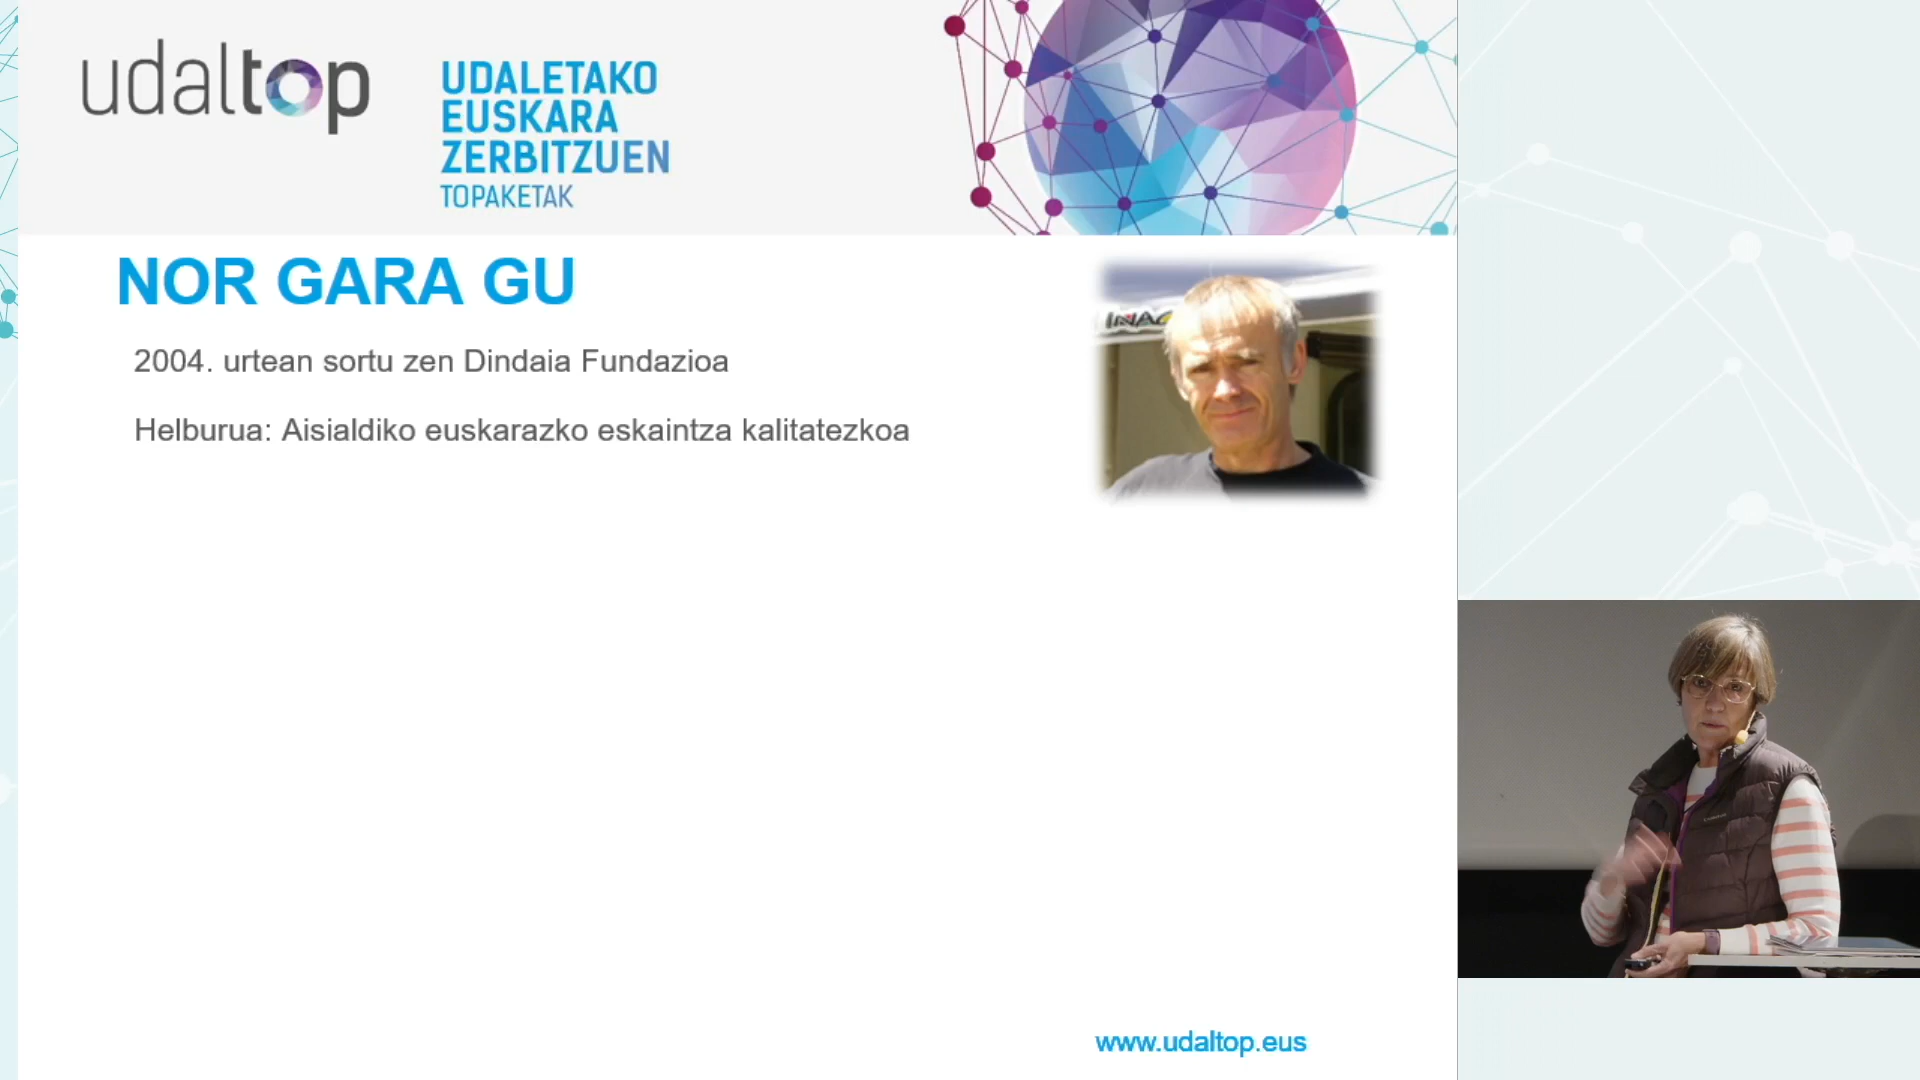 udaltop
UDALETAKO
EUSKARA
ZERBITZUEN
TOPAKETAK
NOR GARA GU
2004. urtean sortu zen Dindaia Fundazioa
Helburua: Aisialdiko euskarazko eskaintza kalitatezkoa
www.udaltop.eus